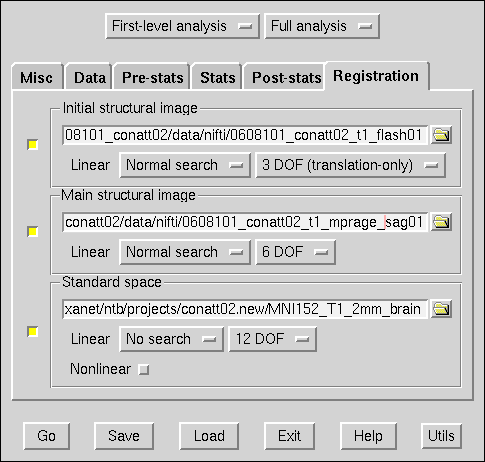 First-level analysis Full analysis
Misc Data Pre-stats Stats Post-stats Registration
Initial structural image
08101_conatt02/data/nifti/0608101_conatt02_t1_flash01
Linear Normal search 3 DOF (translation-only)
Main structural image
conatt02/data/nifti/0608101_conatt02_t1_mprage_sag01
Linear Normal search 6 DOF
Standard space
xanet/ntb/projects/conatt02.new/MNI152_T1_2mm_brain
Linear No search 12 DOF
Nonlinear
Go Save Load Exit Help Utils